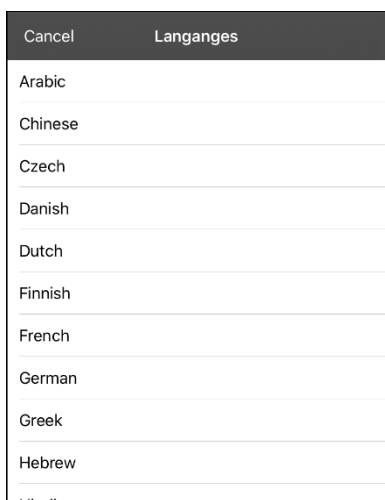 Cancel Langanges
Arabic
Chinese
Czech
Danish
Dutch
Finnish
French
German
Greek
Hebrew